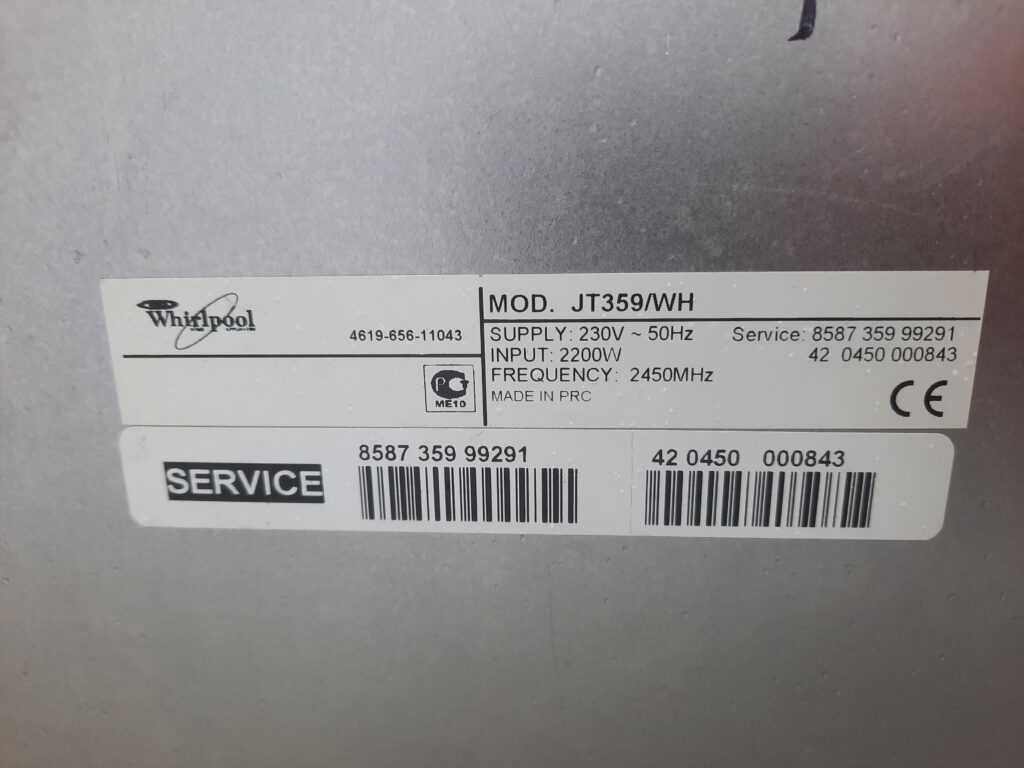 Whirlpool
4619-656-11043
MOD. JT359/WH
SUPPLY: 230V ~ 50Hz Service: 8587 359 99291
INPUT: 2200W 42 0450 000843
FREQUENCY: 2450MHz
MADE IN PRC
PG
ME10
CE
SERVICE
8587 359 99291
42 0450 000843